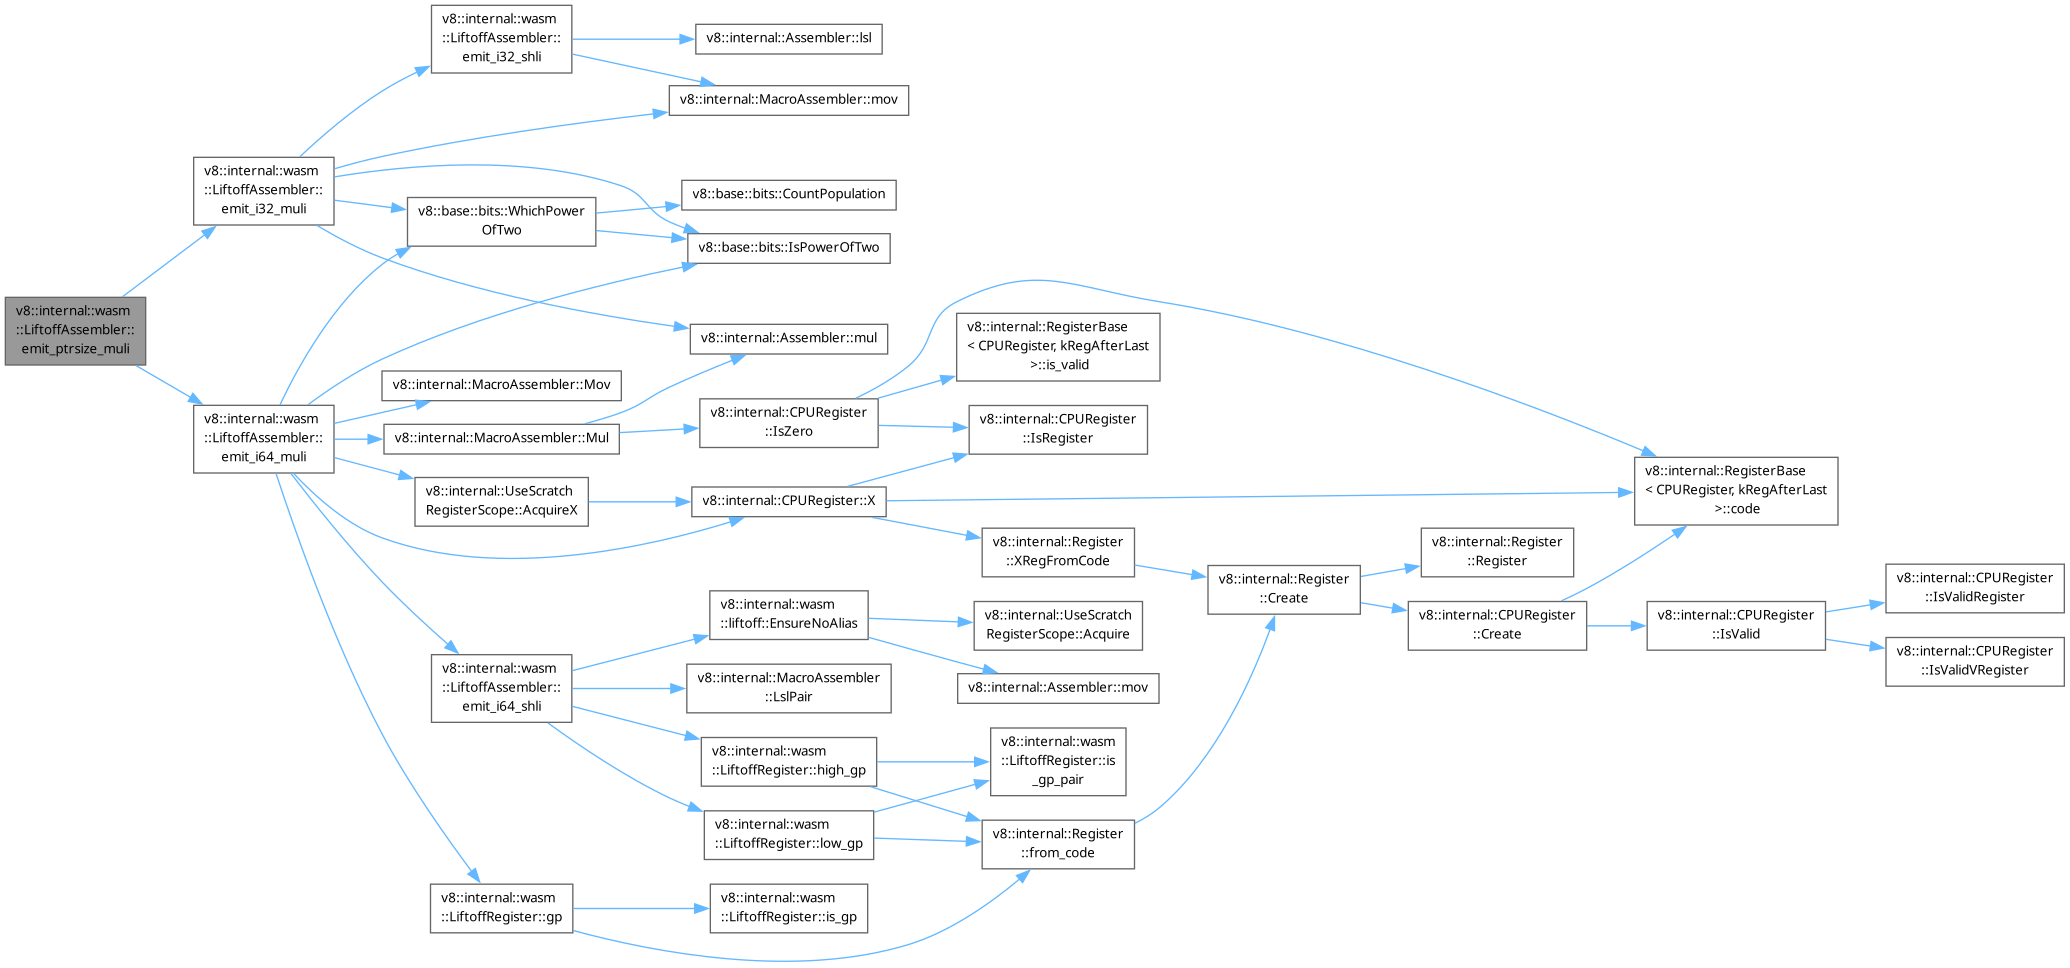 v8::internal::wasm
::LiftoffAssembler::
emit_ptrsize_muli
v8::internal::wasm
::LiftoffAssembler::
emit_i32_muli
v8::internal::wasm
::LiftoffAssembler::
emit_i64_muli
v8::internal::wasm
::LiftoffAssembler::
emit_i32_shli
v8::internal::Assembler::lsl
v8::internal::MacroAssembler::mov
v8::base::bits::WhichPower
OfTwo
v8::base::bits::CountPopulation
v8::base::bits::IsPowerOfTwo
v8::internal::Assembler::mul
v8::internal::MacroAssembler::Mov
v8::internal::MacroAssembler::Mul
v8::internal::UseScratch
RegisterScope::AcquireX
v8::internal::CPURegister
::IsZero
v8::internal::CPURegister::X
v8::internal::RegisterBase
< CPURegister, kRegAfterLast
>::is_valid
v8::internal::CPURegister
::IsRegister
v8::internal::RegisterBase
< CPURegister, kRegAfterLast
>::code
v8::internal::Register
::XRegFromCode
v8::internal::Register
::Create
v8::internal::Register
::Register
v8::internal::CPURegister
::Create
v8::internal::CPURegister
::IsValid
v8::internal::CPURegister
::IsValidRegister
v8::internal::CPURegister
::IsValidVRegister
v8::internal::wasm
::LiftoffAssembler::
emit_i64_shli
v8::internal::wasm
::liftoff::EnsureNoAlias
v8::internal::UseScratch
RegisterScope::Acquire
v8::internal::Assembler::mov
v8::internal::MacroAssembler
::LslPair
v8::internal::wasm
::LiftoffRegister::high_gp
v8::internal::wasm
::LiftoffRegister::is
_gp_pair
v8::internal::wasm
::LiftoffRegister::low_gp
v8::internal::Register
::from_code
v8::internal::wasm
::LiftoffRegister::gp
v8::internal::wasm
::LiftoffRegister::is_gp